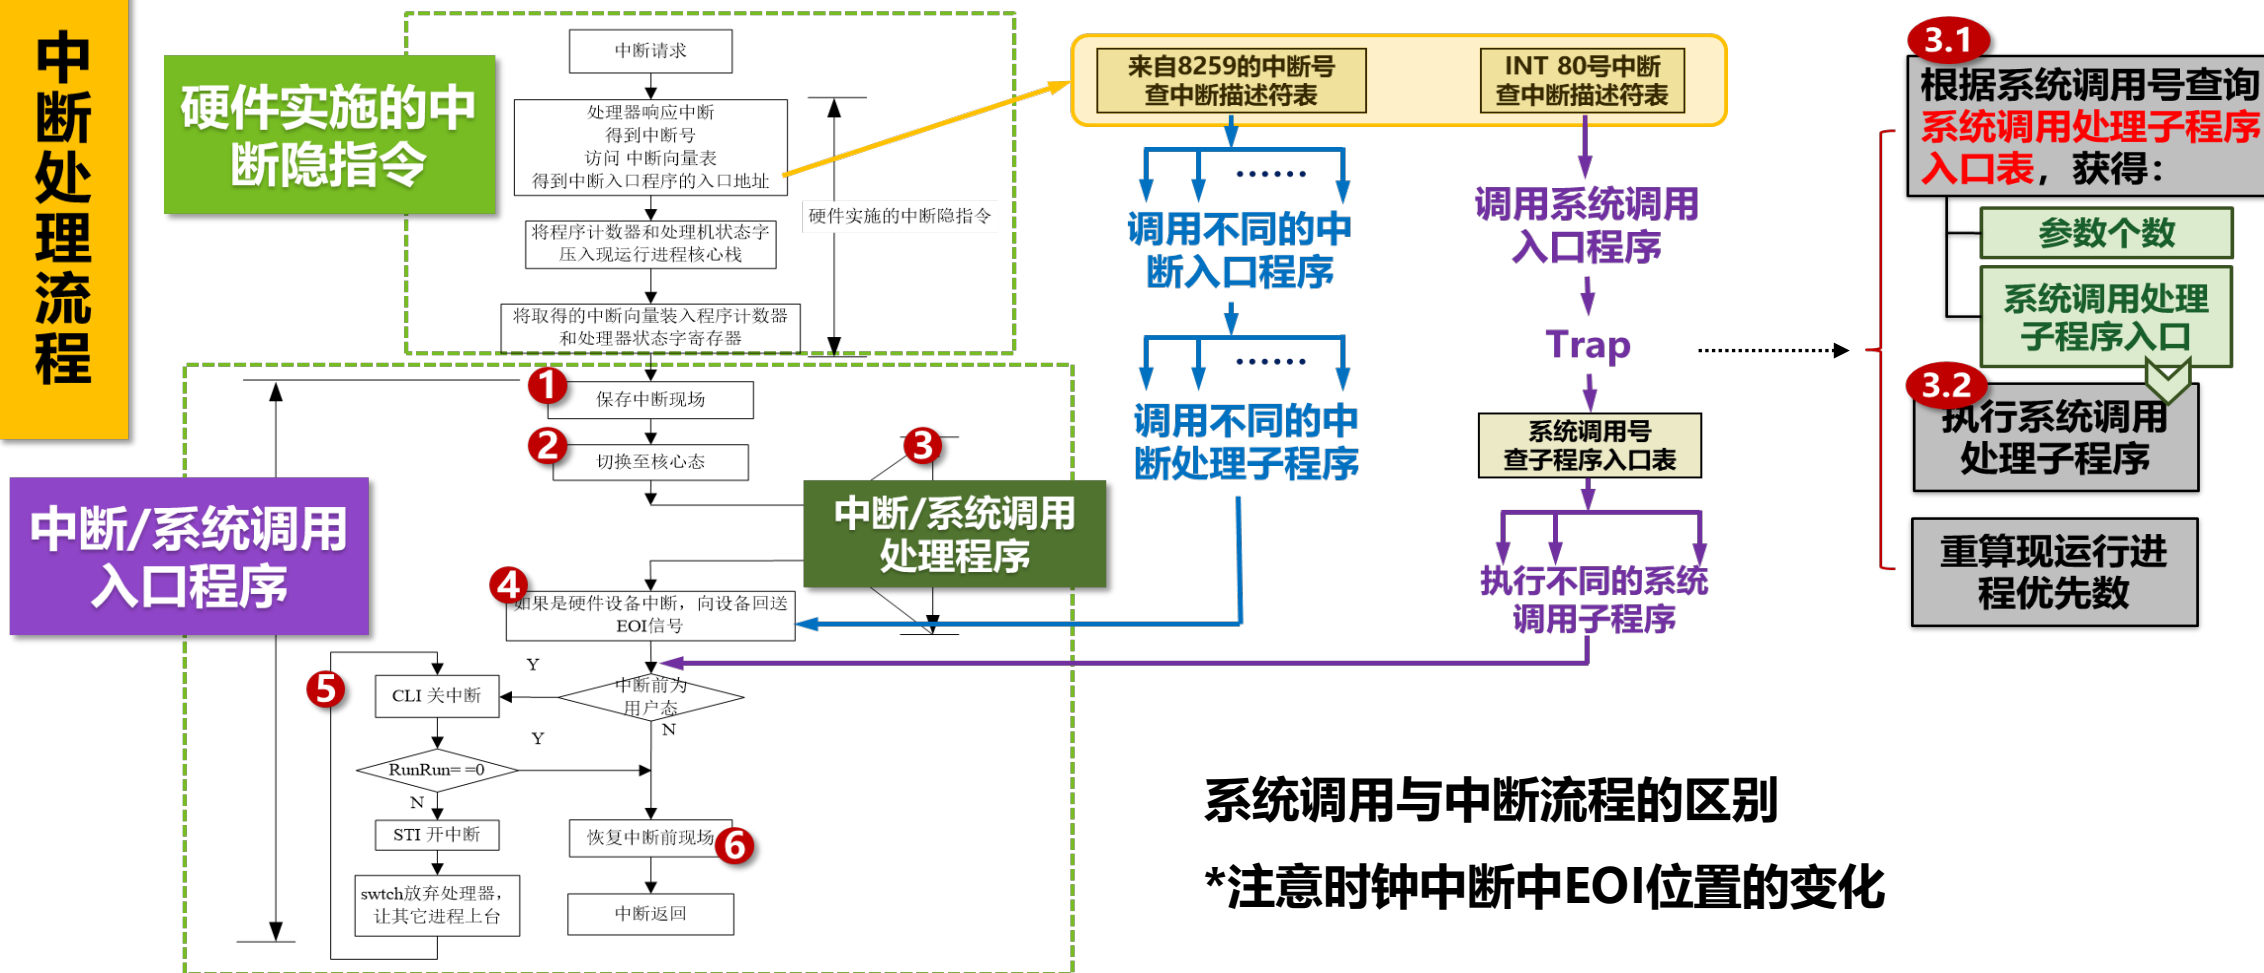 中断处理流程
硬件实施的中
断隐指令
中断请求
处理器响应中断
得到中断号
访问 中断向量表
得到中断入口程序的入口地址
硬件实施的中断隐指令
将程序计数器和处理机状态字
压入现运行进程核心栈
将取得的中断向量装入程序计数器
和处理器状态字寄存器
中断/系统调用
入口程序
1
保存中断现场
2
切换至核心态
3
中断/系统调用
处理程序
4
如果是硬件设备中断，向设备回送
EOI信号
中断前为
用户态
Y
N
5
CLI 关中断
Y
RunRun= =0
N
STI 开中断
swtch放弃处理器，
让其它进程上台
恢复中断前现场
6
中断返回
来自8259的中断号
查中断描述符表
……
调用不同的中
断入口程序
……
调用不同的中
断处理子程序
INT 80号中断
查中断描述符表
调用系统调用
入口程序
Trap
系统调用号
查子程序入口表
执行不同的系统
调用子程序
3.1
根据系统调用号查询
系统调用处理子程序
入口表，获得：
参数个数
系统调用处理
子程序入口
3.2
执行系统调用
处理子程序
重算现运行进
程优先数
系统调用与中断流程的区别
*注意时钟中断中EOI位置的变化